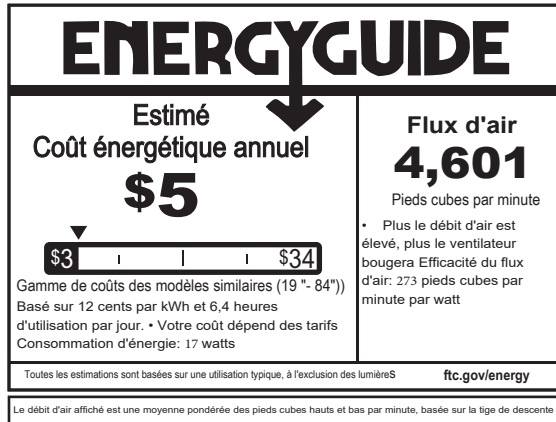 ENERGYGUIDE
Estimé
Coût énergétique annuel
$5
$3 $34
Gamme de coûts des modèles similaires (19 "- 84"))
Basé sur 12 cents par kWh et 6,4 heures
d'utilisation par jour. • Votre coût dépend des tarifs
Consommation d'énergie: 17 watts
Flux d'air
4,601
Pieds cubes par minute
• Plus le débit d'air est
élevé, plus le ventilateur
bougera Efficacité du flux
d'air: 273 pieds cubes par
minute par watt
Toutes les estimations sont basées sur une utilisation typique, à l'exclusion des lumièreS
ftc.gov/energy
Le débit d'air affiché est une moyenne pondérée des pieds cubes hauts et bas par minute, basée sur la tige de descente